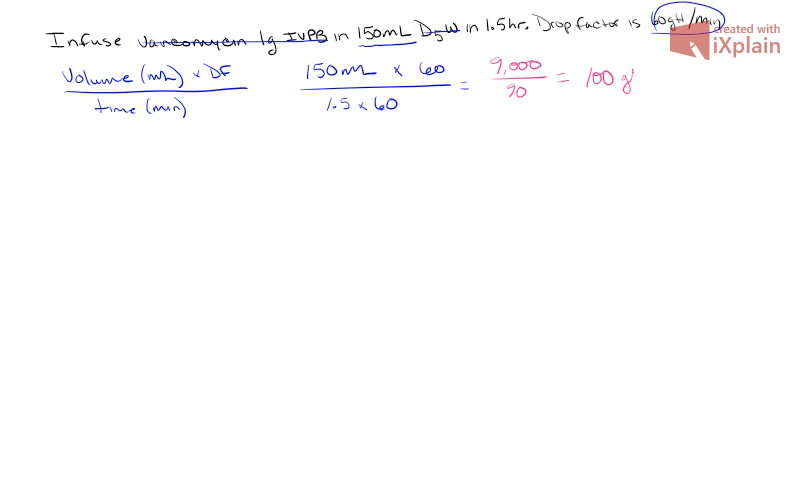 Infuse Vancomycin 1g IVPB in 150mL D5W in 1.5hr. Drop factor is 60gtt/min
Created with
iXplain
Volume (mL) x DF 150mL x 60 = 9,000 = 100 g
time (min) 1.5 x 60 90